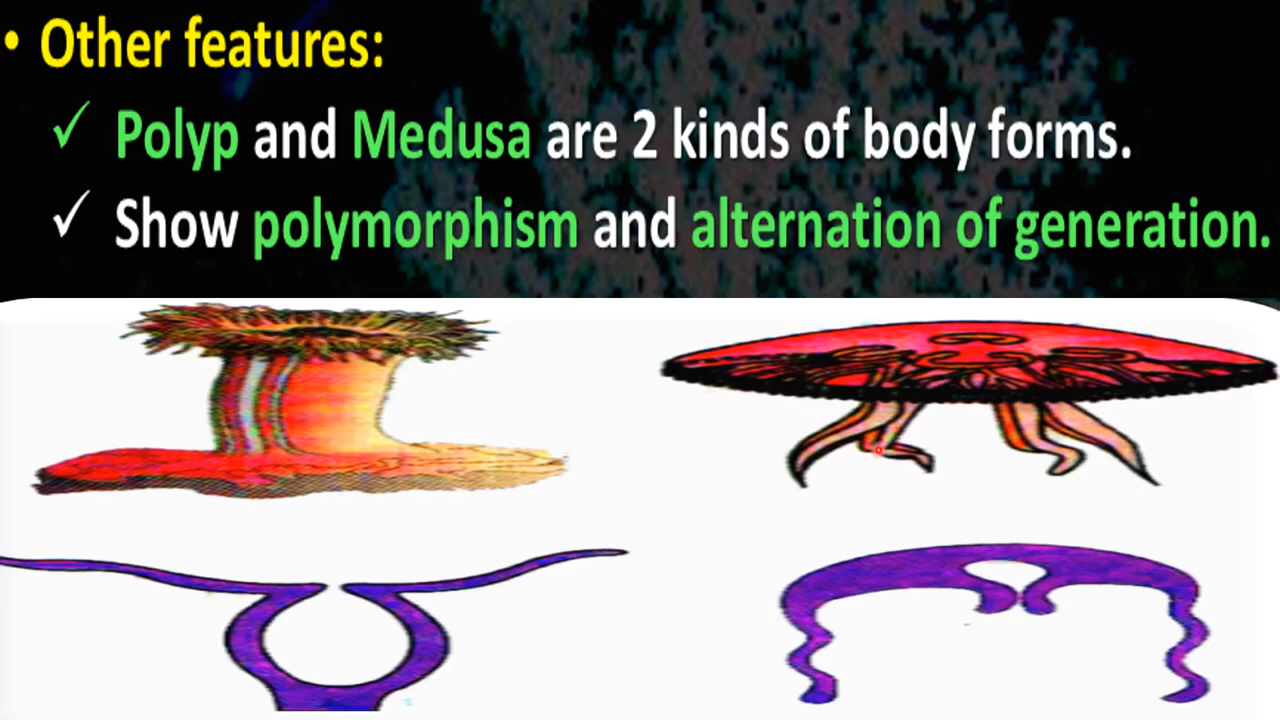 • Other features:
✓ Polyp and Medusa are 2 kinds of body forms.
✓ Show polymorphism and alternation of generation.